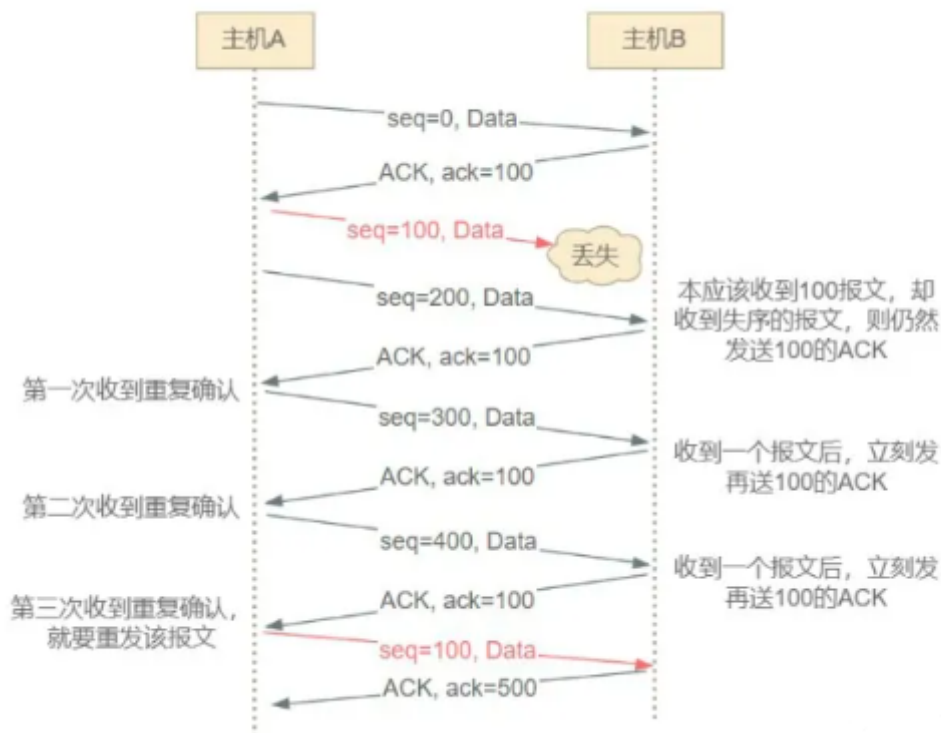 主机A
主机B
seq=0, Data
ACK, ack=100
seq=100, Data
丢失
seq=200, Data
本应该收到100报文，却
收到失序的报文，则仍然
发送100的ACK
ACK, ack=100
第一次收到重复确认
seq=300, Data
收到一个报文后，立刻发
再送100的ACK
ACK, ack=100
第二次收到重复确认
seq=400, Data
收到一个报文后，立刻发
再送100的ACK
ACK, ack=100
第三次收到重复确认，
就要重发该报文
seq=100, Data
ACK, ack=500